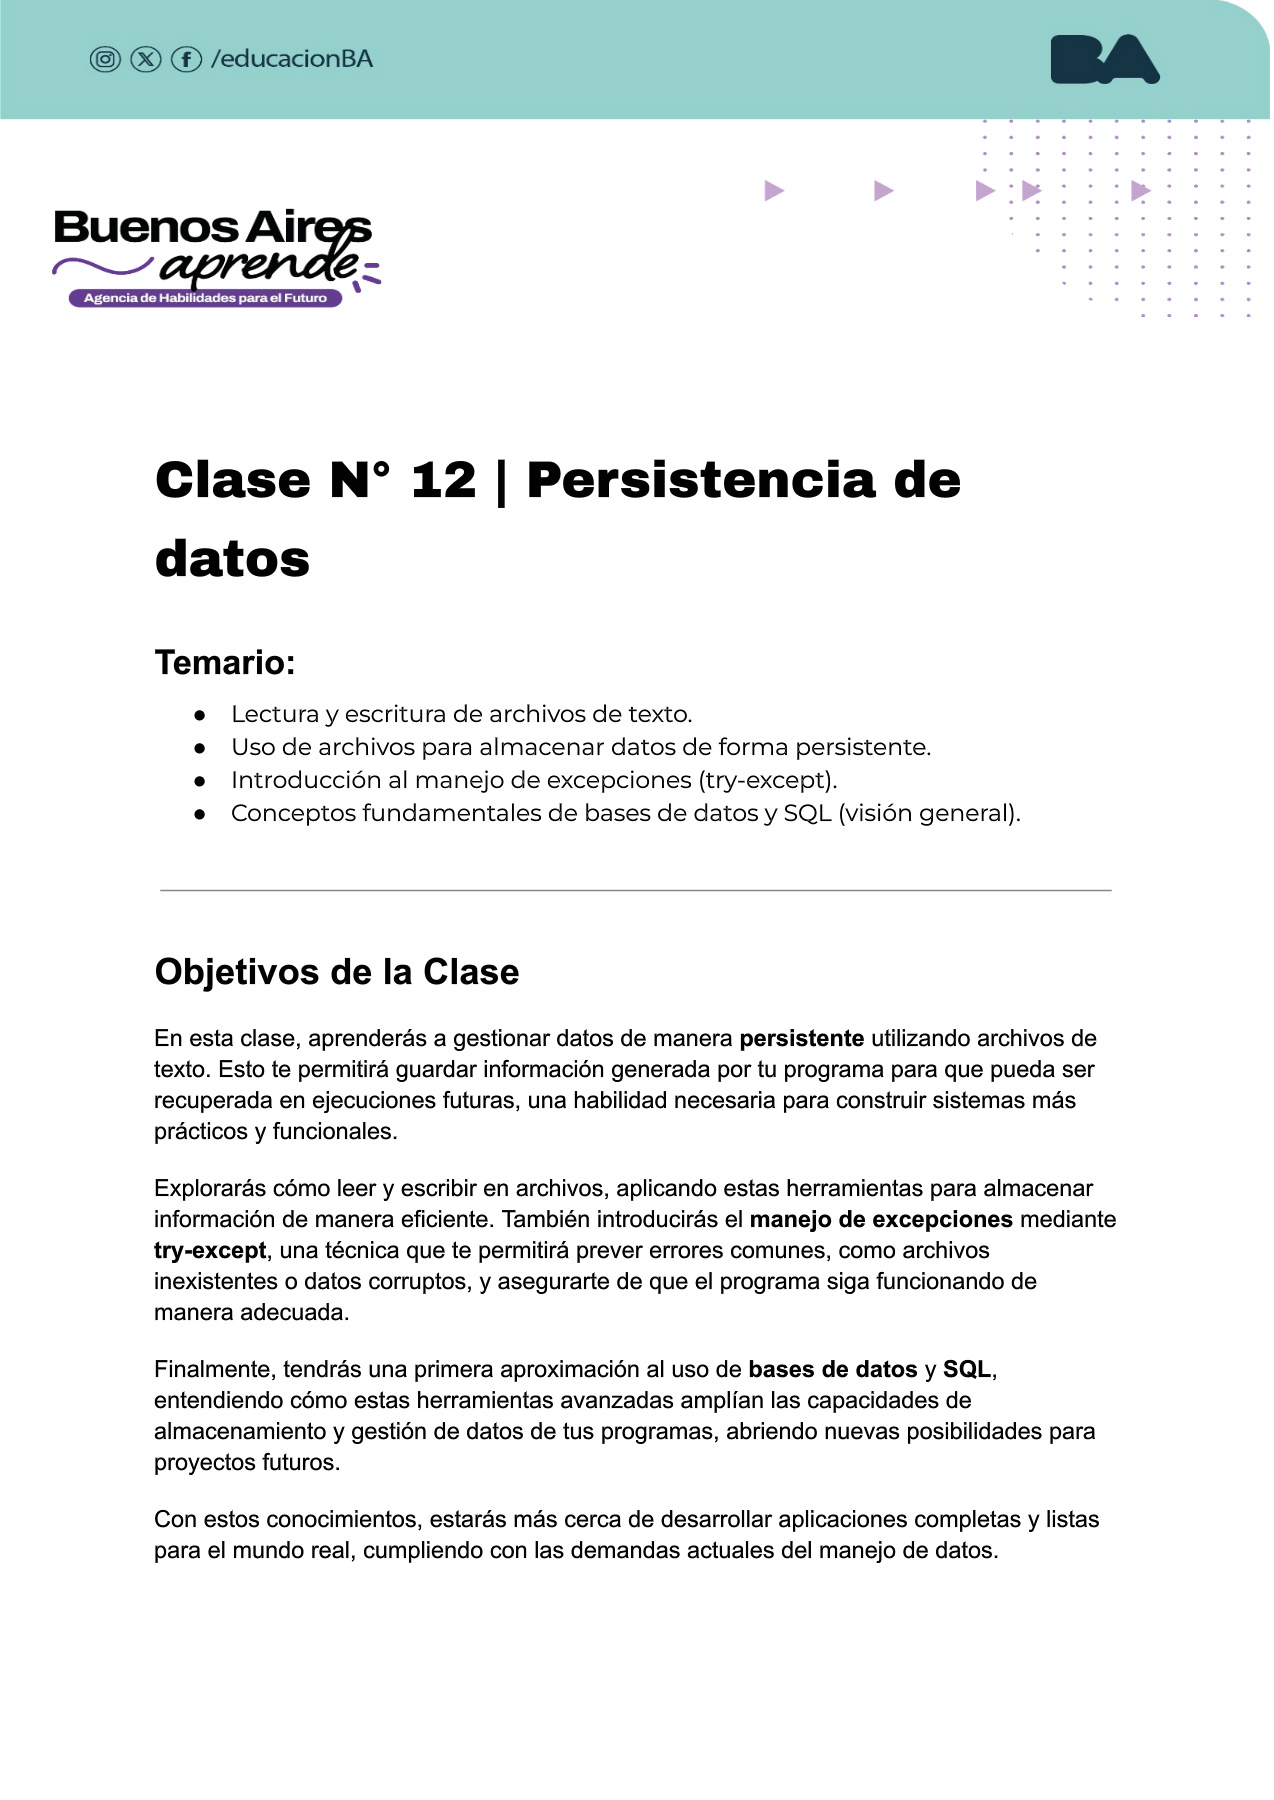 /educacionBA
BA
Buenos Aires
aprende
Agencia de Habilidades para el Futuro
Clase N° 12 | Persistencia de
datos
Temario:
● Lectura y escritura de archivos de texto.
● Uso de archivos para almacenar datos de forma persistente.
● Introducción al manejo de excepciones (try-except).
● Conceptos fundamentales de bases de datos y SQL (visión general).
Objetivos de la Clase
En esta clase, aprenderás a gestionar datos de manera persistente utilizando archivos de
texto. Esto te permitirá guardar información generada por tu programa para que pueda ser
recuperada en ejecuciones futuras, una habilidad necesaria para construir sistemas más
prácticos y funcionales.
Explorarás cómo leer y escribir en archivos, aplicando estas herramientas para almacenar
información de manera eficiente. También introducirás el manejo de excepciones mediante
try-except, una técnica que te permitirá prever errores comunes, como archivos
inexistentes o datos corruptos, y asegurarte de que el programa siga funcionando de
manera adecuada.
Finalmente, tendrás una primera aproximación al uso de bases de datos y SQL,
entendiendo cómo estas herramientas avanzadas amplían las capacidades de
almacenamiento y gestión de datos de tus programas, abriendo nuevas posibilidades para
proyectos futuros.
Con estos conocimientos, estarás más cerca de desarrollar aplicaciones completas y listas
para el mundo real, cumpliendo con las demandas actuales del manejo de datos.